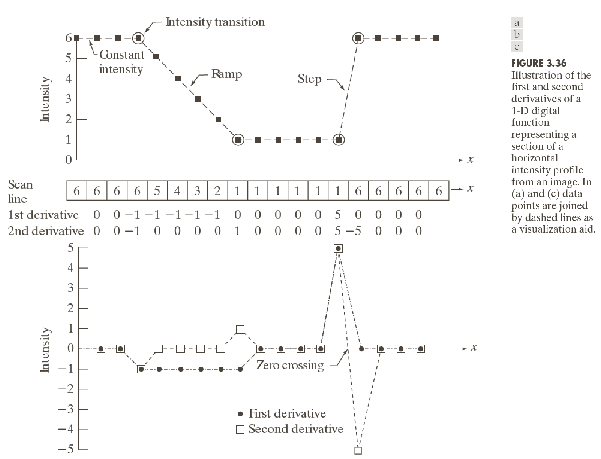 Intensity transition
6
Constant
intensity
5
4
Ramp
Step
3
2
1
0
Intensity
x
Scan
line
6 6 6 6 5 4 3 2 1 1 1 1 1 1 6 6 6 6 6
x
1st derivative 0 0 −1 −1 −1 −1 −1 0 0 0 0 0 5 0 0 0 0
2nd derivative 0 0 −1 0 0 0 0 1 0 0 0 0 5 −5 0 0 0
5
4
3
2
1
0
−1
−2
−3
−4
−5
Intensity
x
Zero crossing
First derivative
Second derivative
a
b
c
FIGURE 3.36
Illustration of the
first and second
derivatives of a
1-D digital
function
representing a
section of a
horizontal
intensity profile
from an image. In
(a) and (c) data
points are joined
by dashed lines as
a visualization aid.